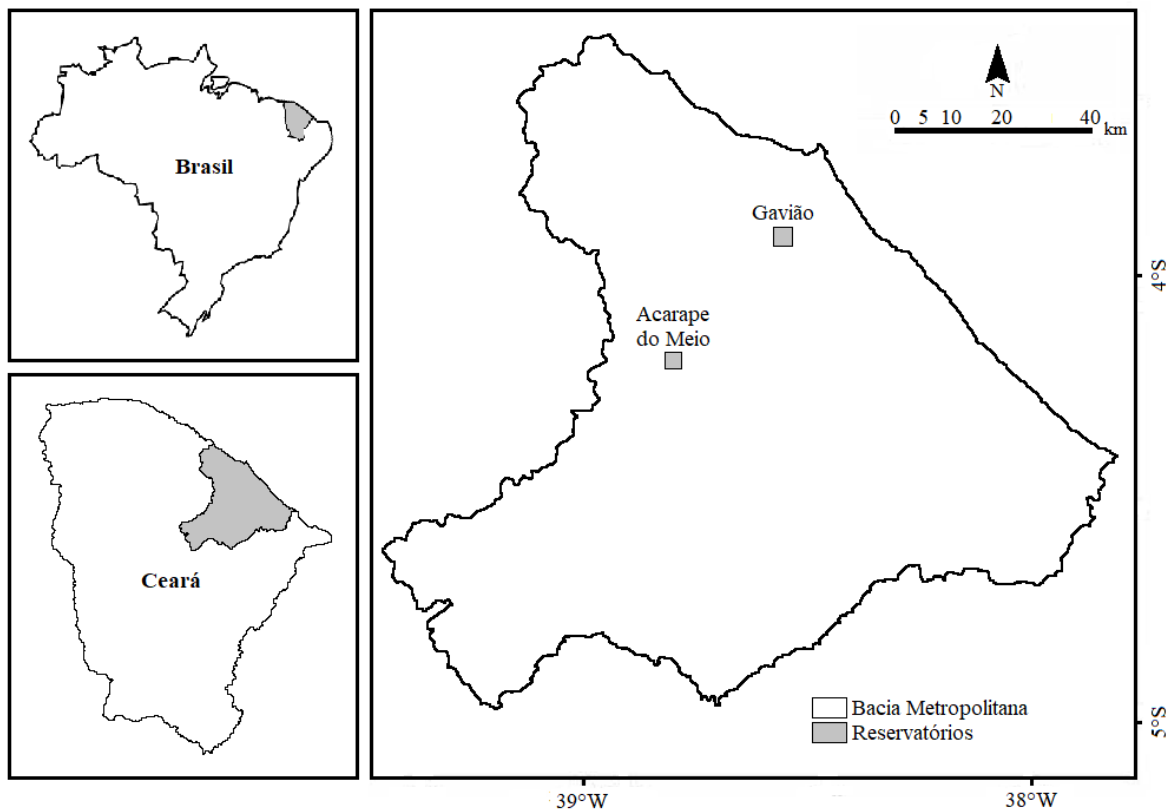 Brasil
Ceará
N
0 5 10 20 40 km
Gavião
Acarape
do Meio
4°S
5°S
Bacia Metropolitana
Reservatórios
39°W
38°W